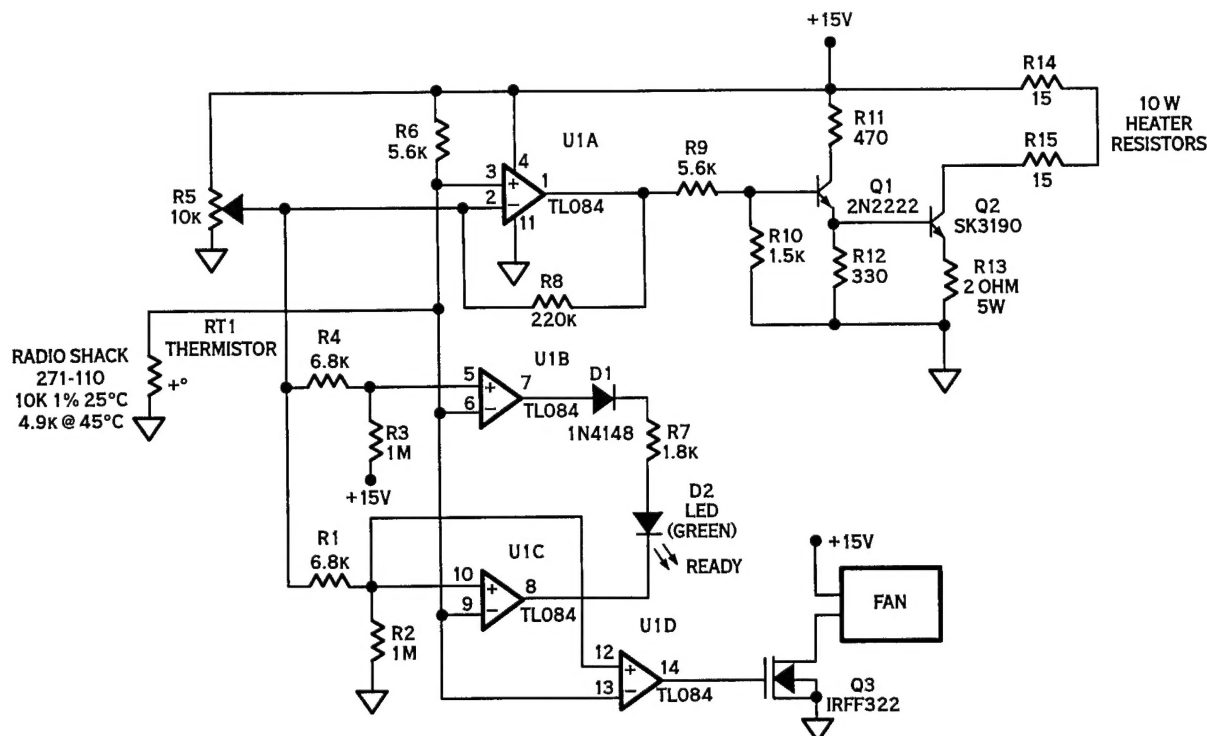 +15V
R14
15
10 W
HEATER
RESISTORS
R15
15
R11
470
R6
5.6K
U1A
4
3
+
1
2
−
TL084
11
R9
5.6K
R5
10K
Q1
2N2222
Q2
SK3190
R10
1.5K
R12
330
R13
2 OHM
5W
R8
220K
RT1
THERMISTOR
RADIO SHACK
271-110
10K 1% 25°C
4.9K @ 45°C
+°
R4
6.8K
U1B
5
+
7
6
−
TL084
D1
1N4148
R3
1M
+15V
R7
1.8K
D2
LED
(GREEN)
READY
R1
6.8K
U1C
10
+
8
9
−
TL084
R2
1M
U1D
12
+
14
13
−
TL084
+15V
FAN
Q3
IRFF322